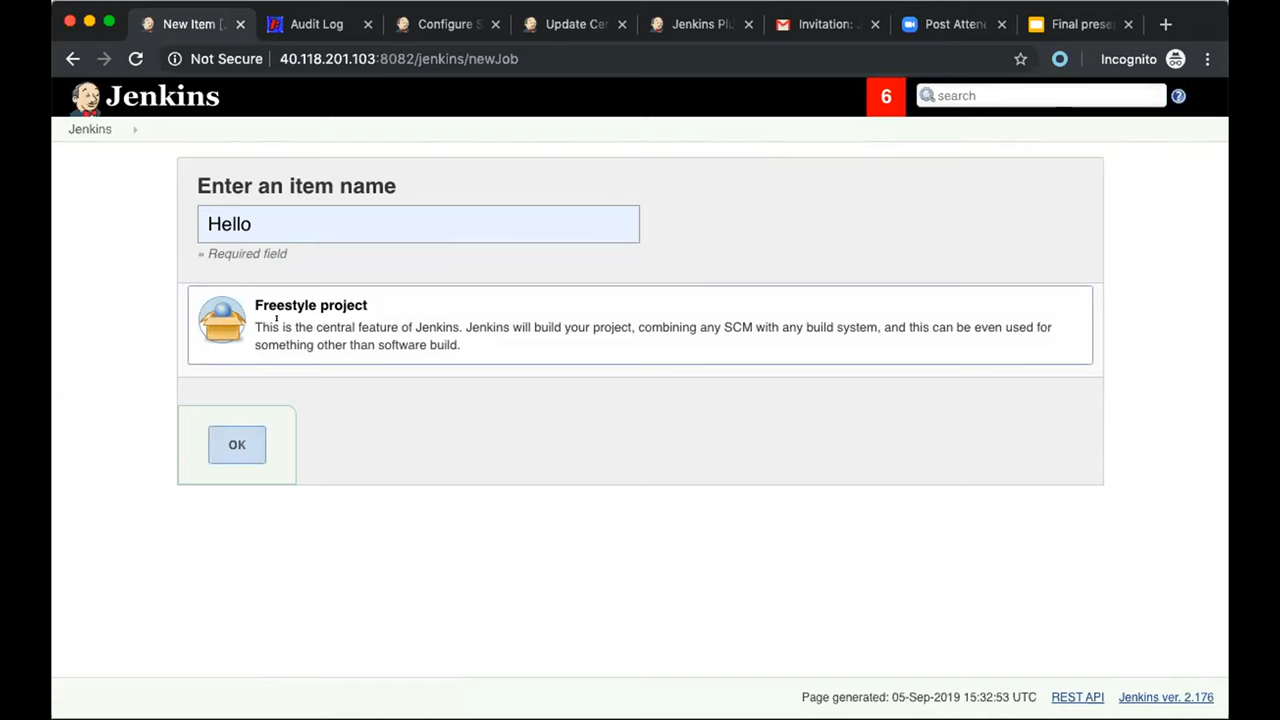 New Item [
Audit Log
Configure S
Update Cen
Jenkins Plu
Invitation: J
Post Attend
Final prese
Not Secure
40.118.201.103:8082/jenkins/newJob
Incognito
Jenkins
6
search
Jenkins
Enter an item name
Hello
» Required field
Freestyle project
This is the central feature of Jenkins. Jenkins will build your project, combining any SCM with any build system, and this can be even used for
something other than software build.
OK
Page generated: 05-Sep-2019 15:32:53 UTC
REST API
Jenkins ver. 2.176